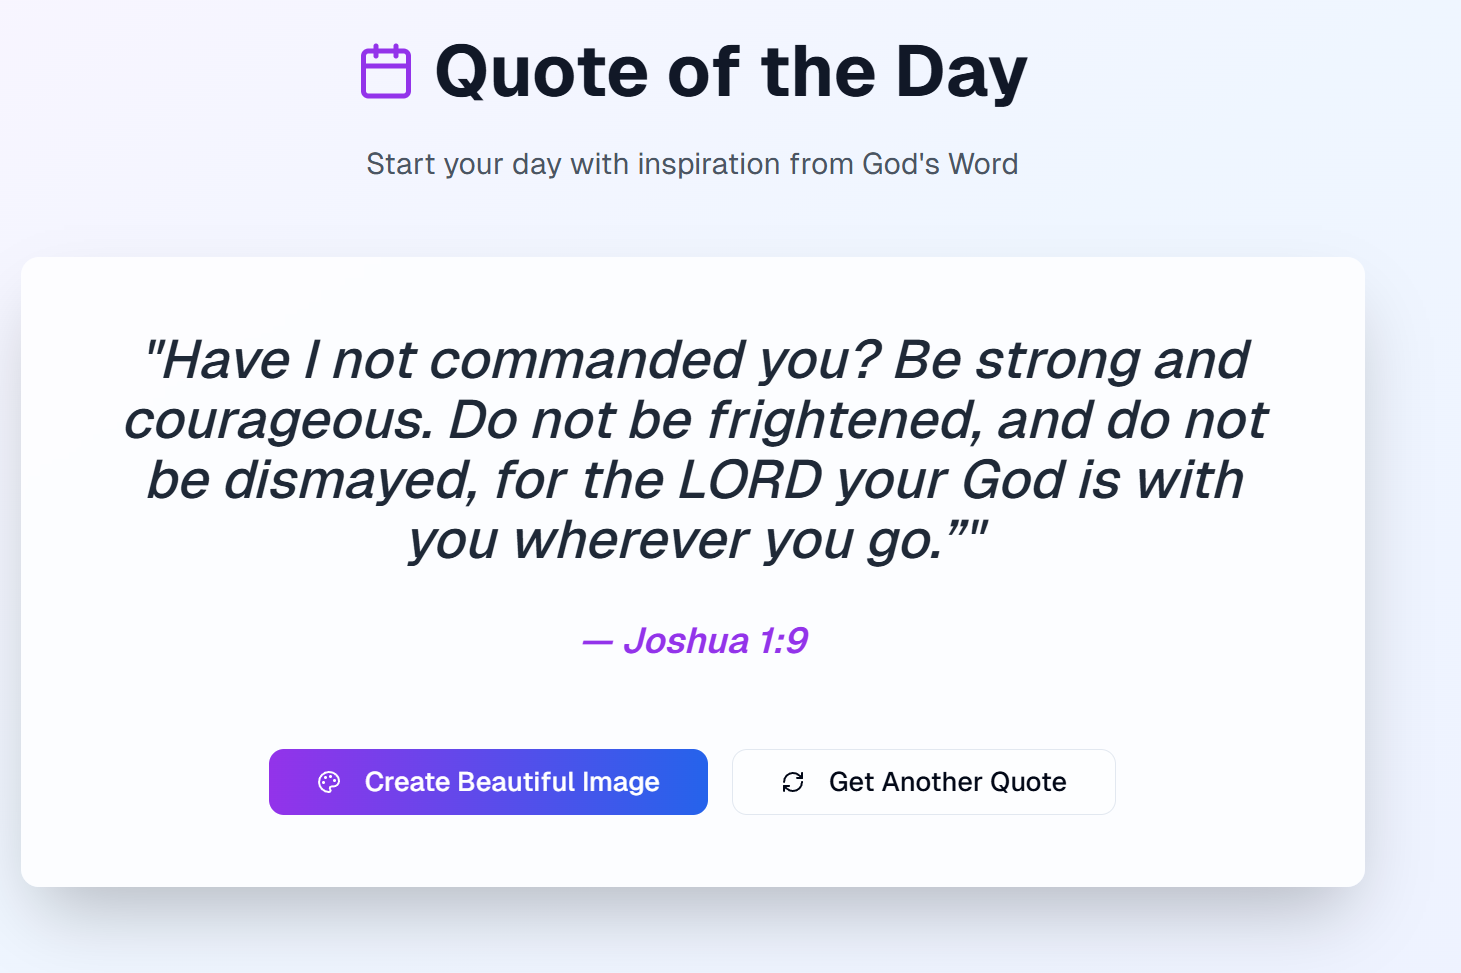 Quote of the Day
Start your day with inspiration from God's Word
"Have I not commanded you? Be strong and
courageous. Do not be frightened, and do not
be dismayed, for the LORD your God is with
you wherever you go.”"
— Joshua 1:9
Create Beautiful Image
Get Another Quote